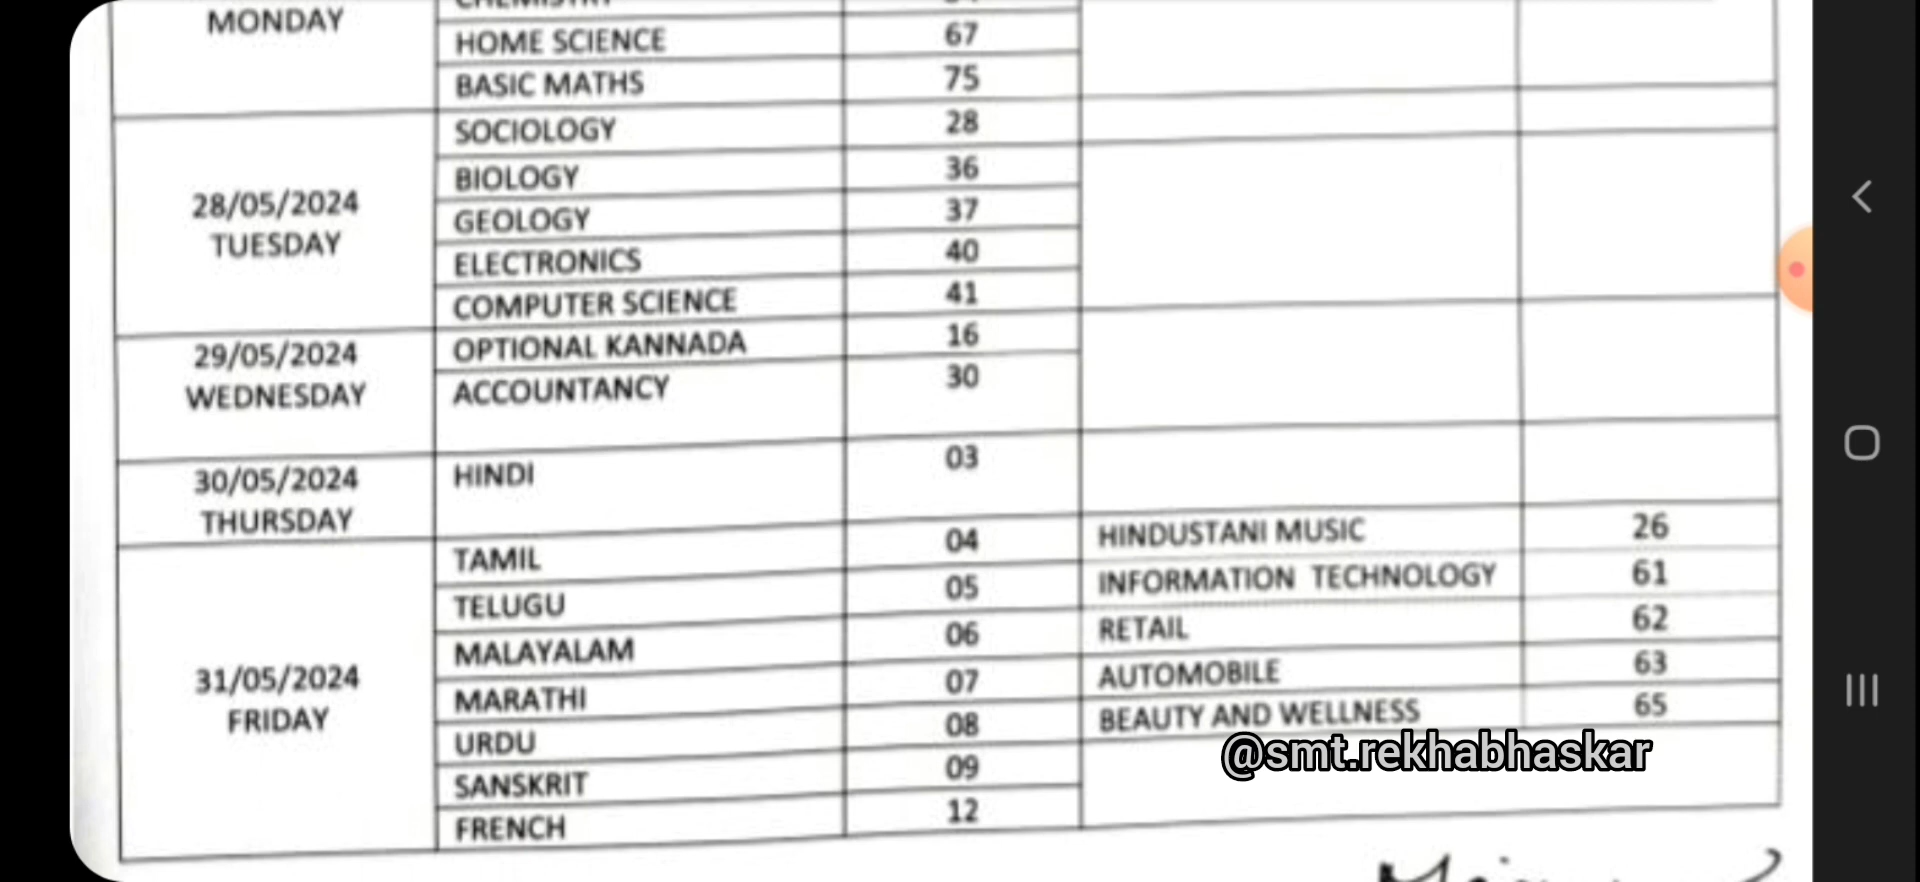 MONDAY
CHEMISTRY 34
HOME SCIENCE 67
BASIC MATHS 75
28/05/2024
TUESDAY
SOCIOLOGY 28
BIOLOGY 36
GEOLOGY 37
ELECTRONICS 40
COMPUTER SCIENCE 41
29/05/2024
WEDNESDAY
OPTIONAL KANNADA 16
ACCOUNTANCY 30
30/05/2024
THURSDAY
HINDI 03
31/05/2024
FRIDAY
TAMIL 04 HINDUSTANI MUSIC 26
TELUGU 05 INFORMATION TECHNOLOGY 61
MALAYALAM 06 RETAIL 62
MARATHI 07 AUTOMOBILE 63
URDU 08 BEAUTY AND WELLNESS 65
SANSKRIT 09
FRENCH 12
@smt.rekhabhaskar